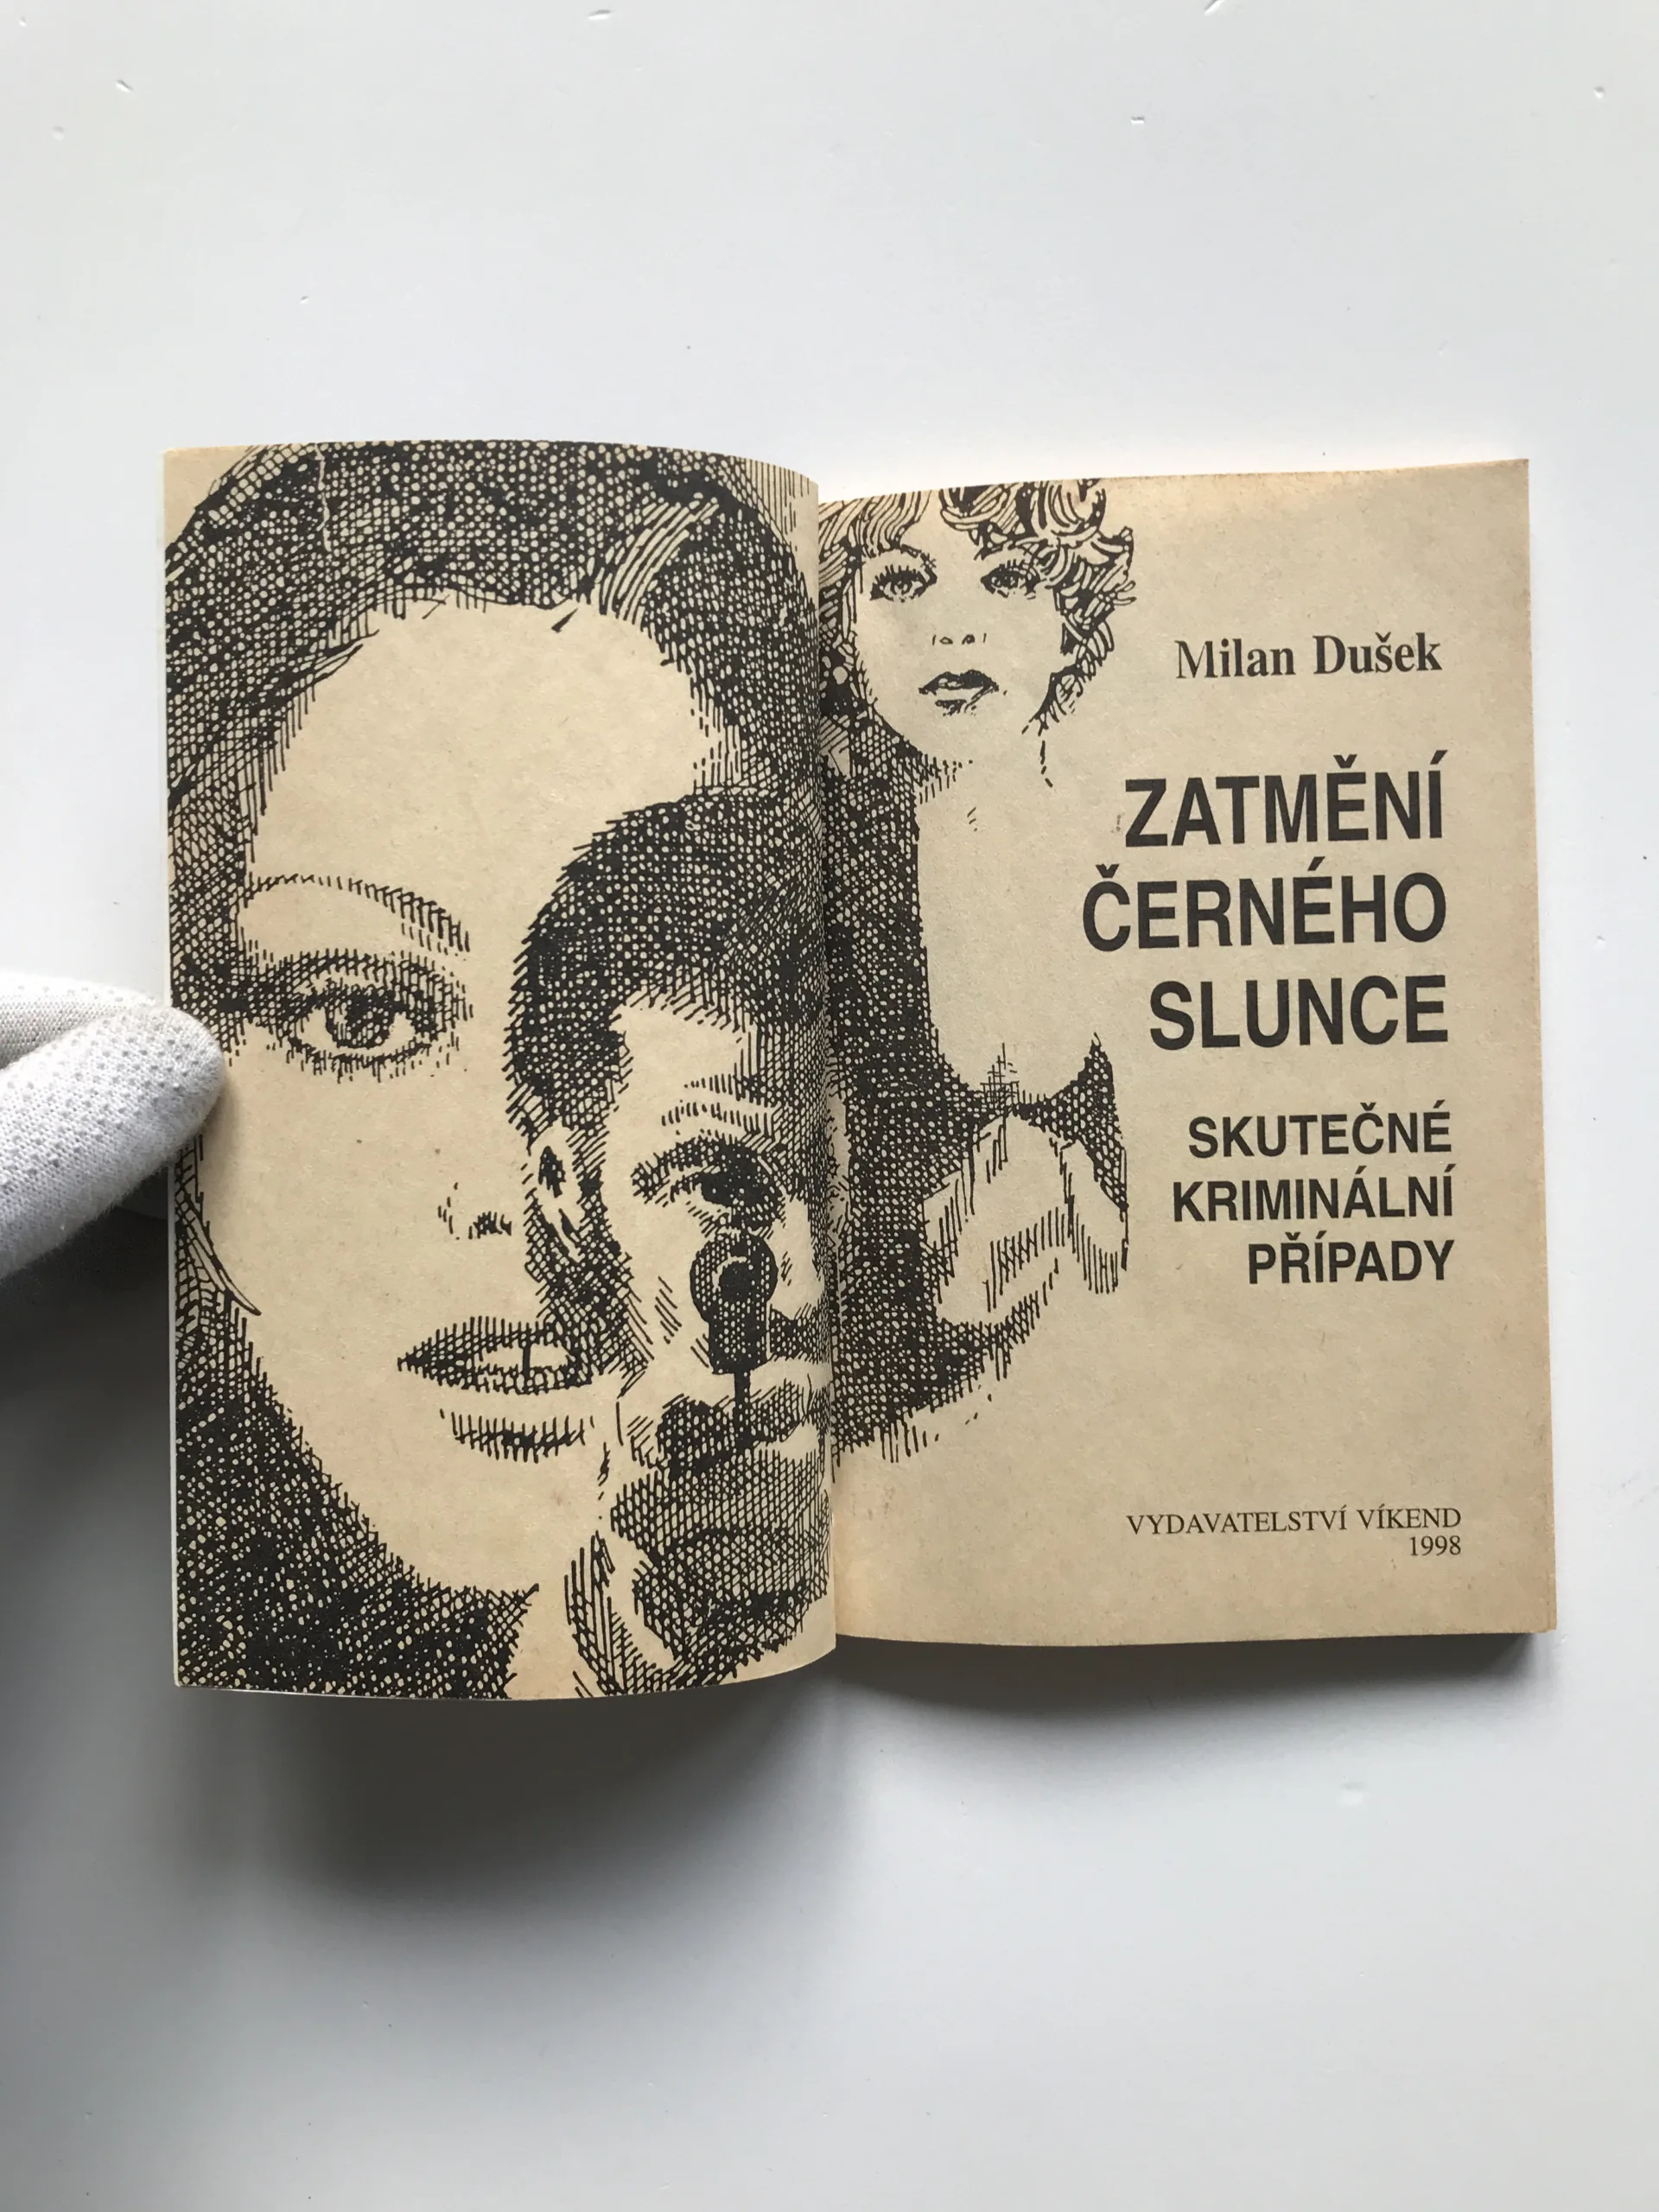 Milan Dušek
ZATMĚNÍ
ČERNÉHO
SLUNCE
SKUTEČNÉ
KRIMINÁLNÍ
PŘÍPADY
VYDAVATELSTVÍ VÍKEND
1998